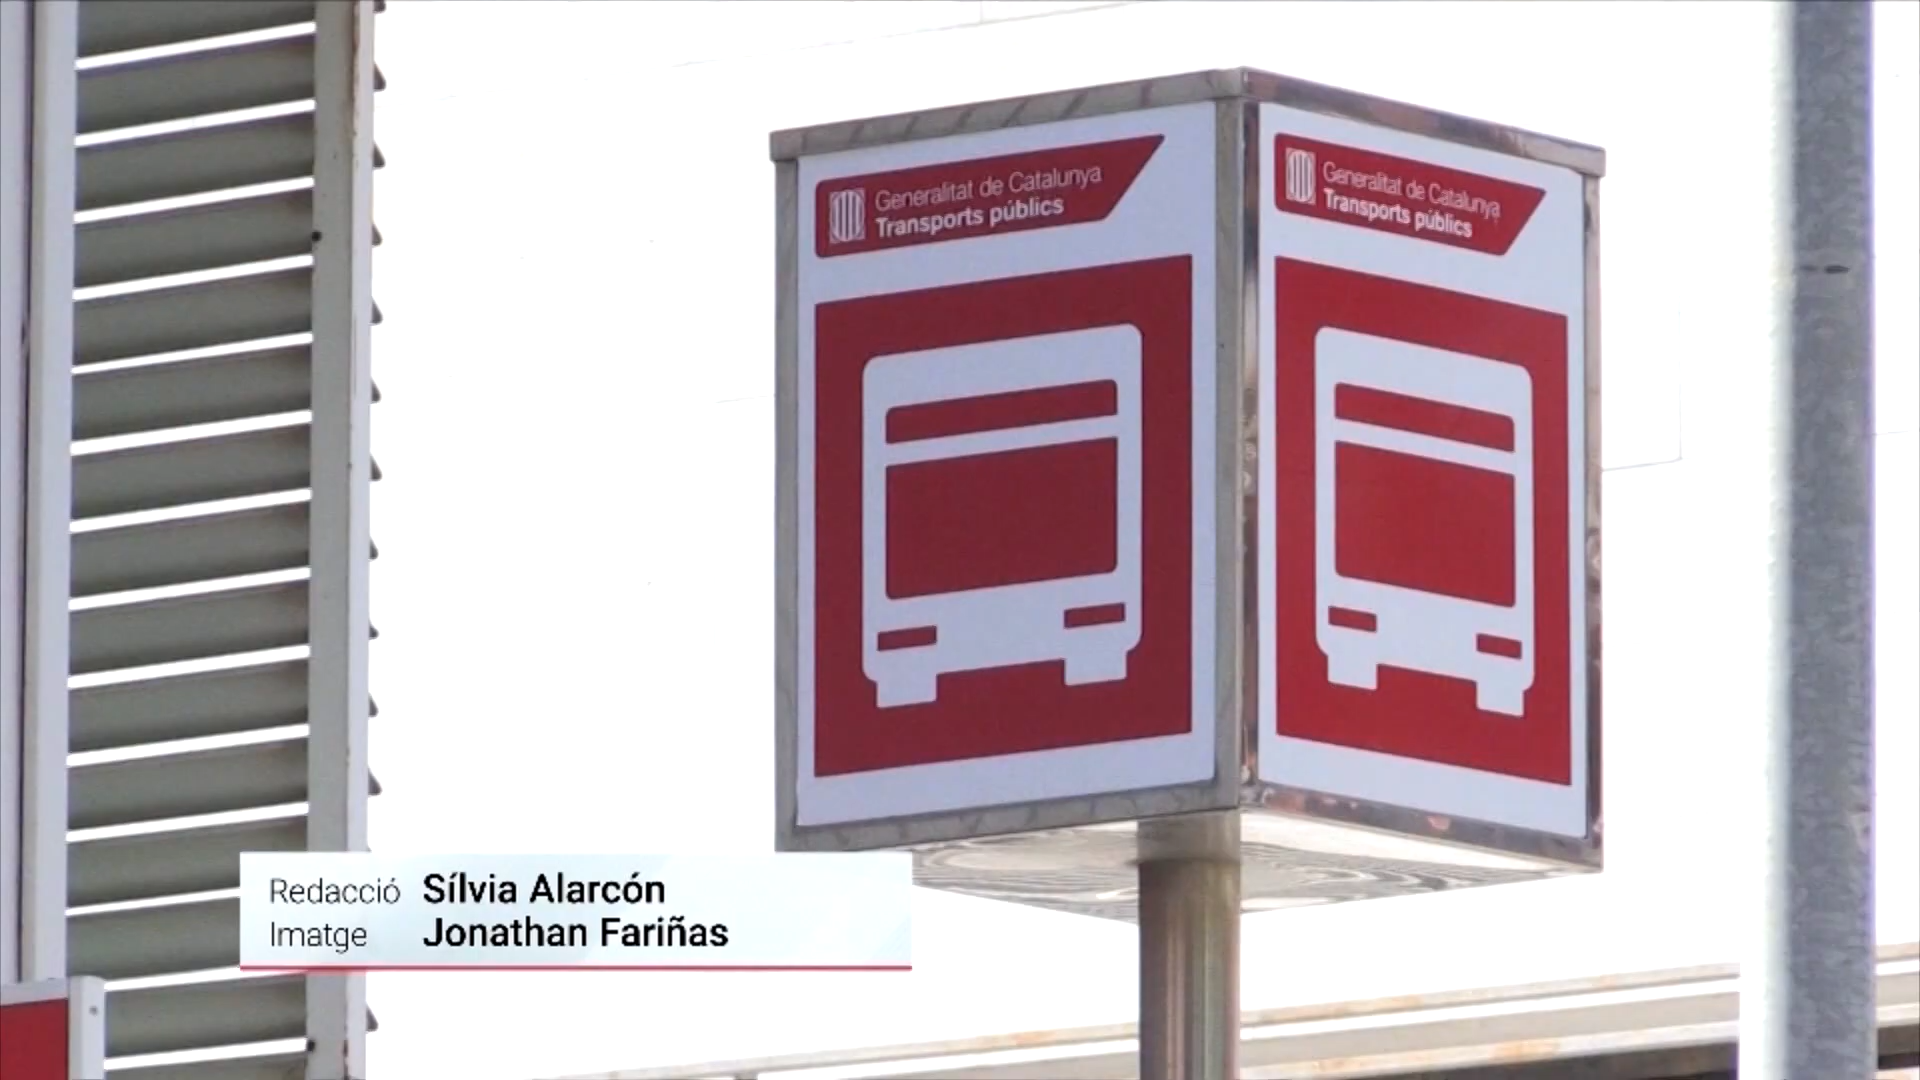 Generalitat de Catalunya
Transports públics
Generalitat de Catalunya
Transports públics
Redacció Sílvia Alarcón
Imatge Jonathan Fariñas